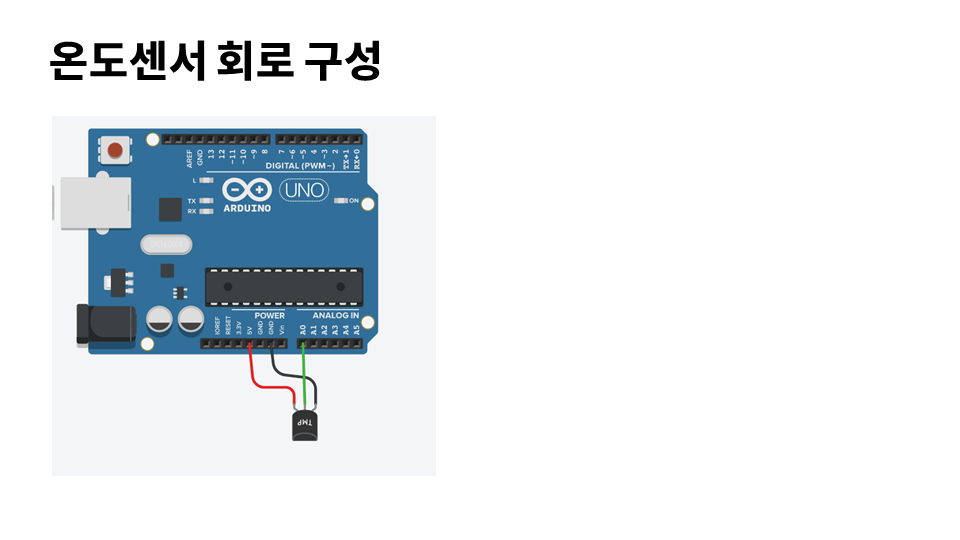 온도센서 회로 구성
AREF
GND
13
12
~11
~10
~9
8
7
~6
~5
4
~3
2
TX→1
RX←0
DIGITAL (PWM~)
L
TX
RX
UNO
ARDUINO
ON
POWER
ANALOG IN
IOREF
RESET
3.3V
5V
GND
GND
Vin
A0
A1
A2
A3
A4
A5
TMP